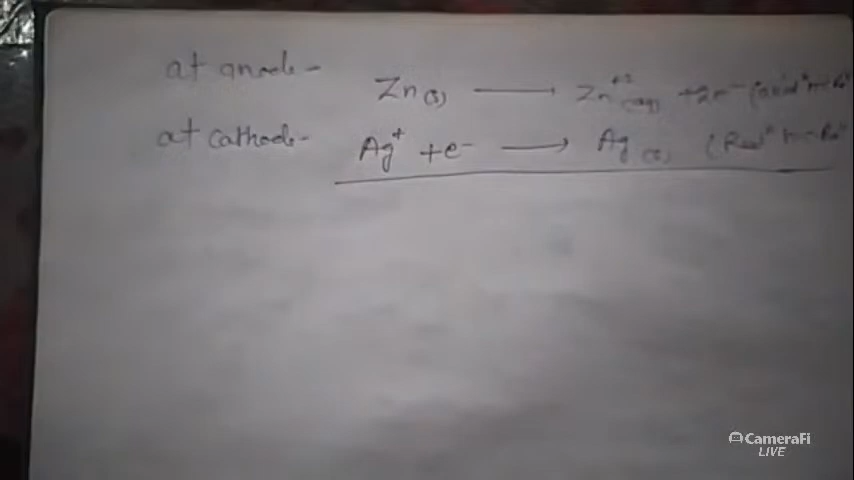 at anode - Zn(s) ⟶ Zn+2(aq) + 2e-
at cathode - Ag+ + e- ⟶ Ag(s)
CameraFi
LIVE